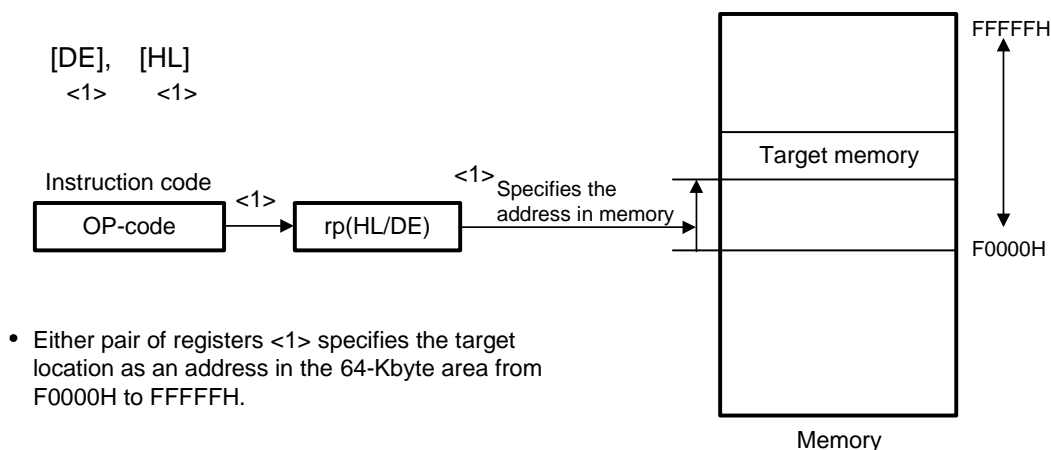 FFFFFH
[DE], [HL]
<1> <1>
Target memory
Instruction code
<1>
<1>
Specifies the
address in memory
OP-code
rp(HL/DE)
F0000H
• Either pair of registers <1> specifies the target
location as an address in the 64-Kbyte area from
F0000H to FFFFFH.
Memory